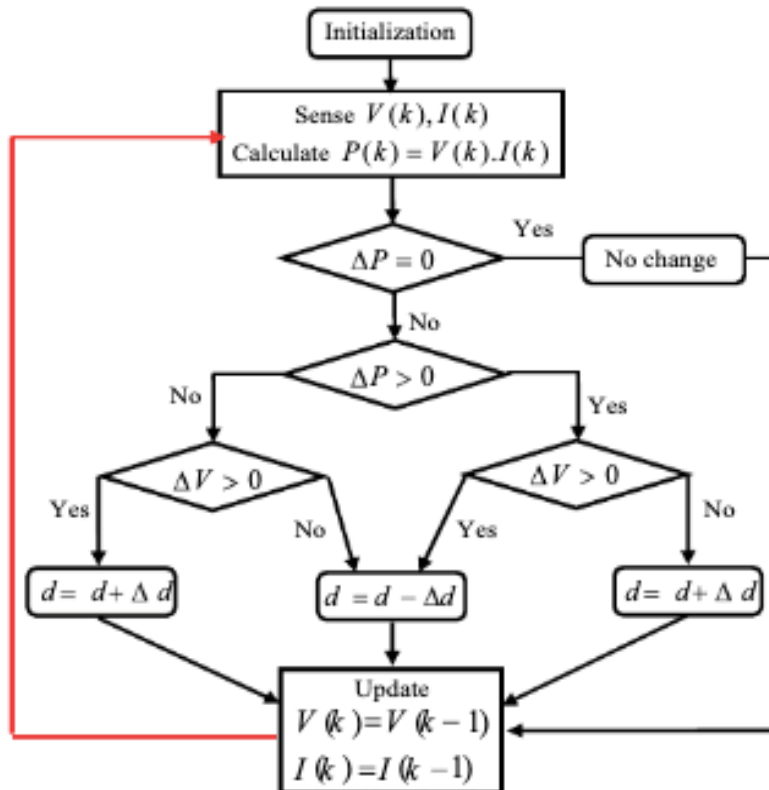 Initialization
Sense V(k), I(k)
Calculate P(k) = V(k).I(k)
Yes
ΔP = 0
No change
No
ΔP > 0
No
Yes
ΔV > 0
ΔV > 0
Yes
No
Yes
No
d = d + Δ d
d = d − Δd
d = d + Δ d
Update
V(k)=V(k−1)
I(k)=I(k−1)